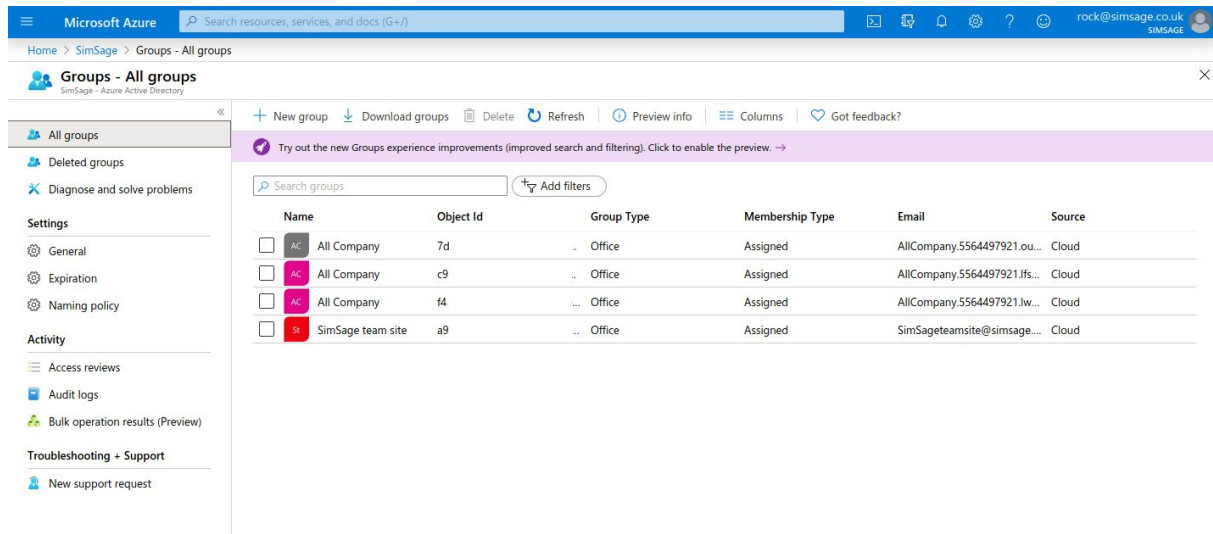 Microsoft Azure
Search resources, services, and docs (G+/)
rock@simsage.co.uk
SIMSAGE
Home > SimSage > Groups - All groups
Groups - All groups
SimSage - Azure Active Directory
All groups
Deleted groups
Diagnose and solve problems
Settings
General
Expiration
Naming policy
Activity
Access reviews
Audit logs
Bulk operation results (Preview)
Troubleshooting + Support
New support request
New group Download groups Delete Refresh Preview info Columns Got feedback?
Try out the new Groups experience improvements (improved search and filtering). Click to enable the preview. →
Search groups Add filters
Name Object Id Group Type Membership Type Email Source
AC All Company 7d .. Office Assigned AllCompany.5564497921.ou... Cloud
AC All Company c9 .. Office Assigned AllCompany.5564497921.lfs... Cloud
AC All Company f4 ... Office Assigned AllCompany.5564497921.lw... Cloud
St SimSage team site a9 ... Office Assigned SimSageteamsite@simsage.... Cloud